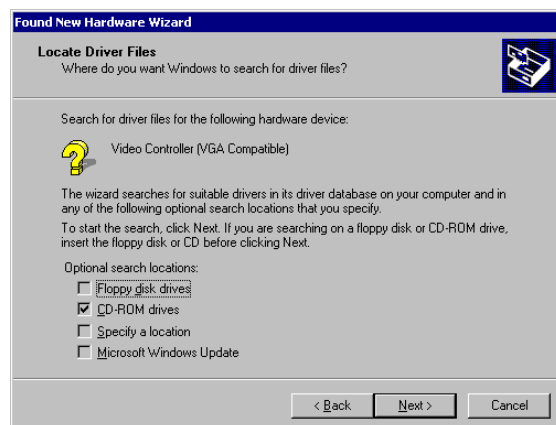 Found New Hardware Wizard
Locate Driver Files
Where do you want Windows to search for driver files?
Search for driver files for the following hardware device:
Video Controller (VGA Compatible)
The wizard searches for suitable drivers in its driver database on your computer and in
any of the following optional search locations that you specify.
To start the search, click Next. If you are searching on a floppy disk or CD-ROM drive,
insert the floppy disk or CD before clicking Next.
Optional search locations:
Floppy disk drives
CD-ROM drives
Specify a location
Microsoft Windows Update
< Back Next > Cancel